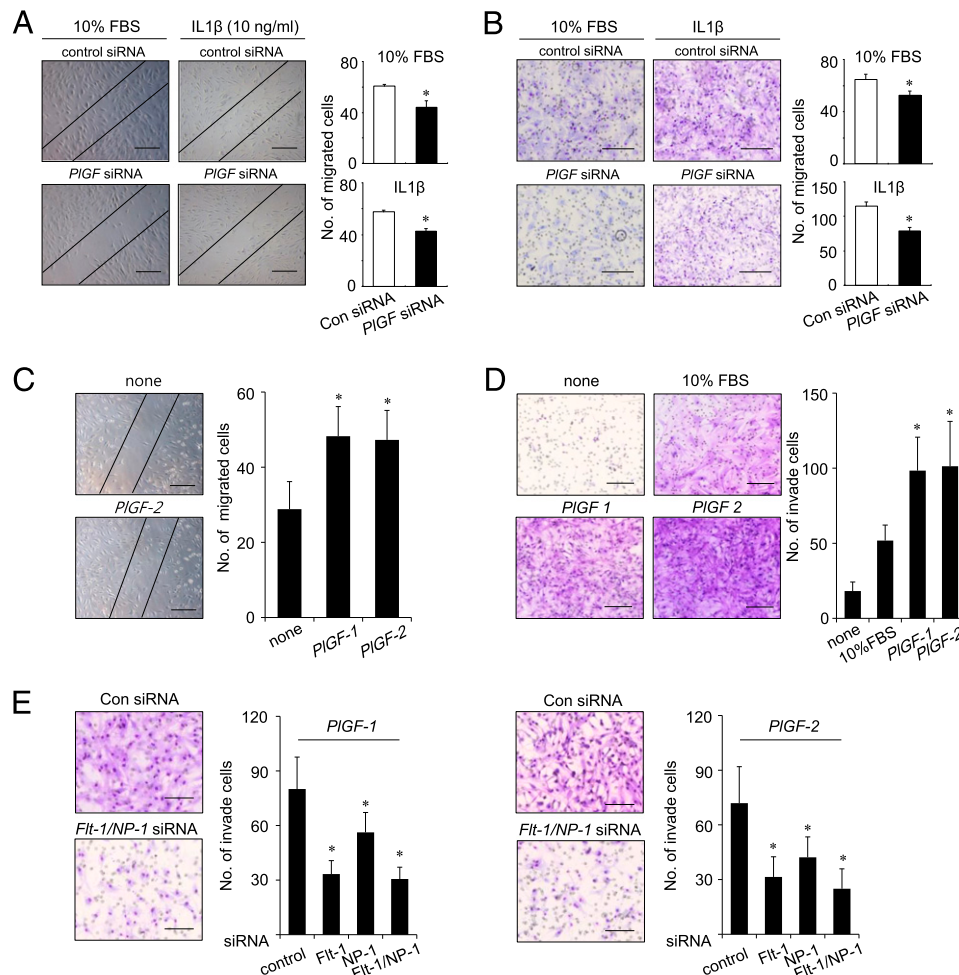 A
10% FBS
IL1β (10 ng/ml)
control siRNA
control siRNA
PlGF siRNA
PlGF siRNA
No. of migrated cells
80
40
0
10% FBS
*
80
40
0
IL1β
*
Con siRNA
PlGF siRNA
B
10% FBS
IL1β
control siRNA
control siRNA
PlGF siRNA
PlGF siRNA
No. of migrated cells
80
40
0
10% FBS
*
150
100
50
0
IL1β
*
Con siRNA
PlGF siRNA
C
none
PlGF-2
No. of migrated cells
60
40
20
0
*
*
none
PlGF-1
PlGF-2
D
none
10% FBS
PlGF 1
PlGF 2
No. of invade cells
150
100
50
0
*
*
none
10%FBS
PlGF-1
PlGF-2
E
Con siRNA
Flt-1/NP-1 siRNA
No. of invade cells
120
90
60
30
PlGF-1
*
*
*
siRNA
control
Flt-1
NP-1
Flt-1/NP-1
Con siRNA
Flt-1/NP-1 siRNA
No. of invade cells
120
90
60
30
PlGF-2
*
*
*
siRNA
control
Flt-1
NP-1
Flt-1/NP-1